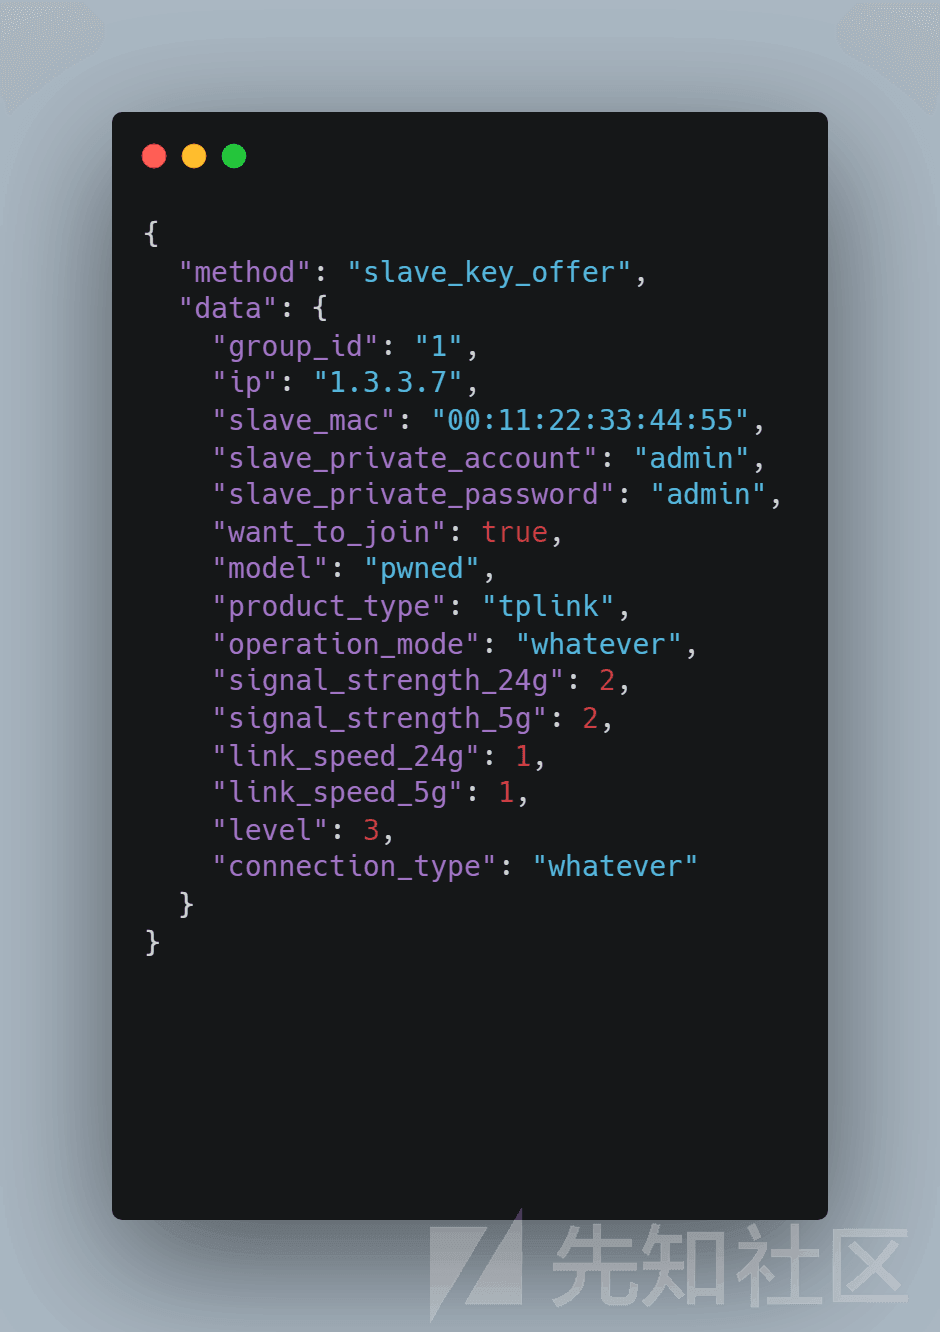 {
  "method": "slave_key_offer",
  "data": {
    "group_id": "1",
    "ip": "1.3.3.7",
    "slave_mac": "00:11:22:33:44:55",
    "slave_private_account": "admin",
    "slave_private_password": "admin",
    "want_to_join": true,
    "model": "pwned",
    "product_type": "tplink",
    "operation_mode": "whatever",
    "signal_strength_24g": 2,
    "signal_strength_5g": 2,
    "link_speed_24g": 1,
    "link_speed_5g": 1,
    "level": 3,
    "connection_type": "whatever"
  }
}
先知社区